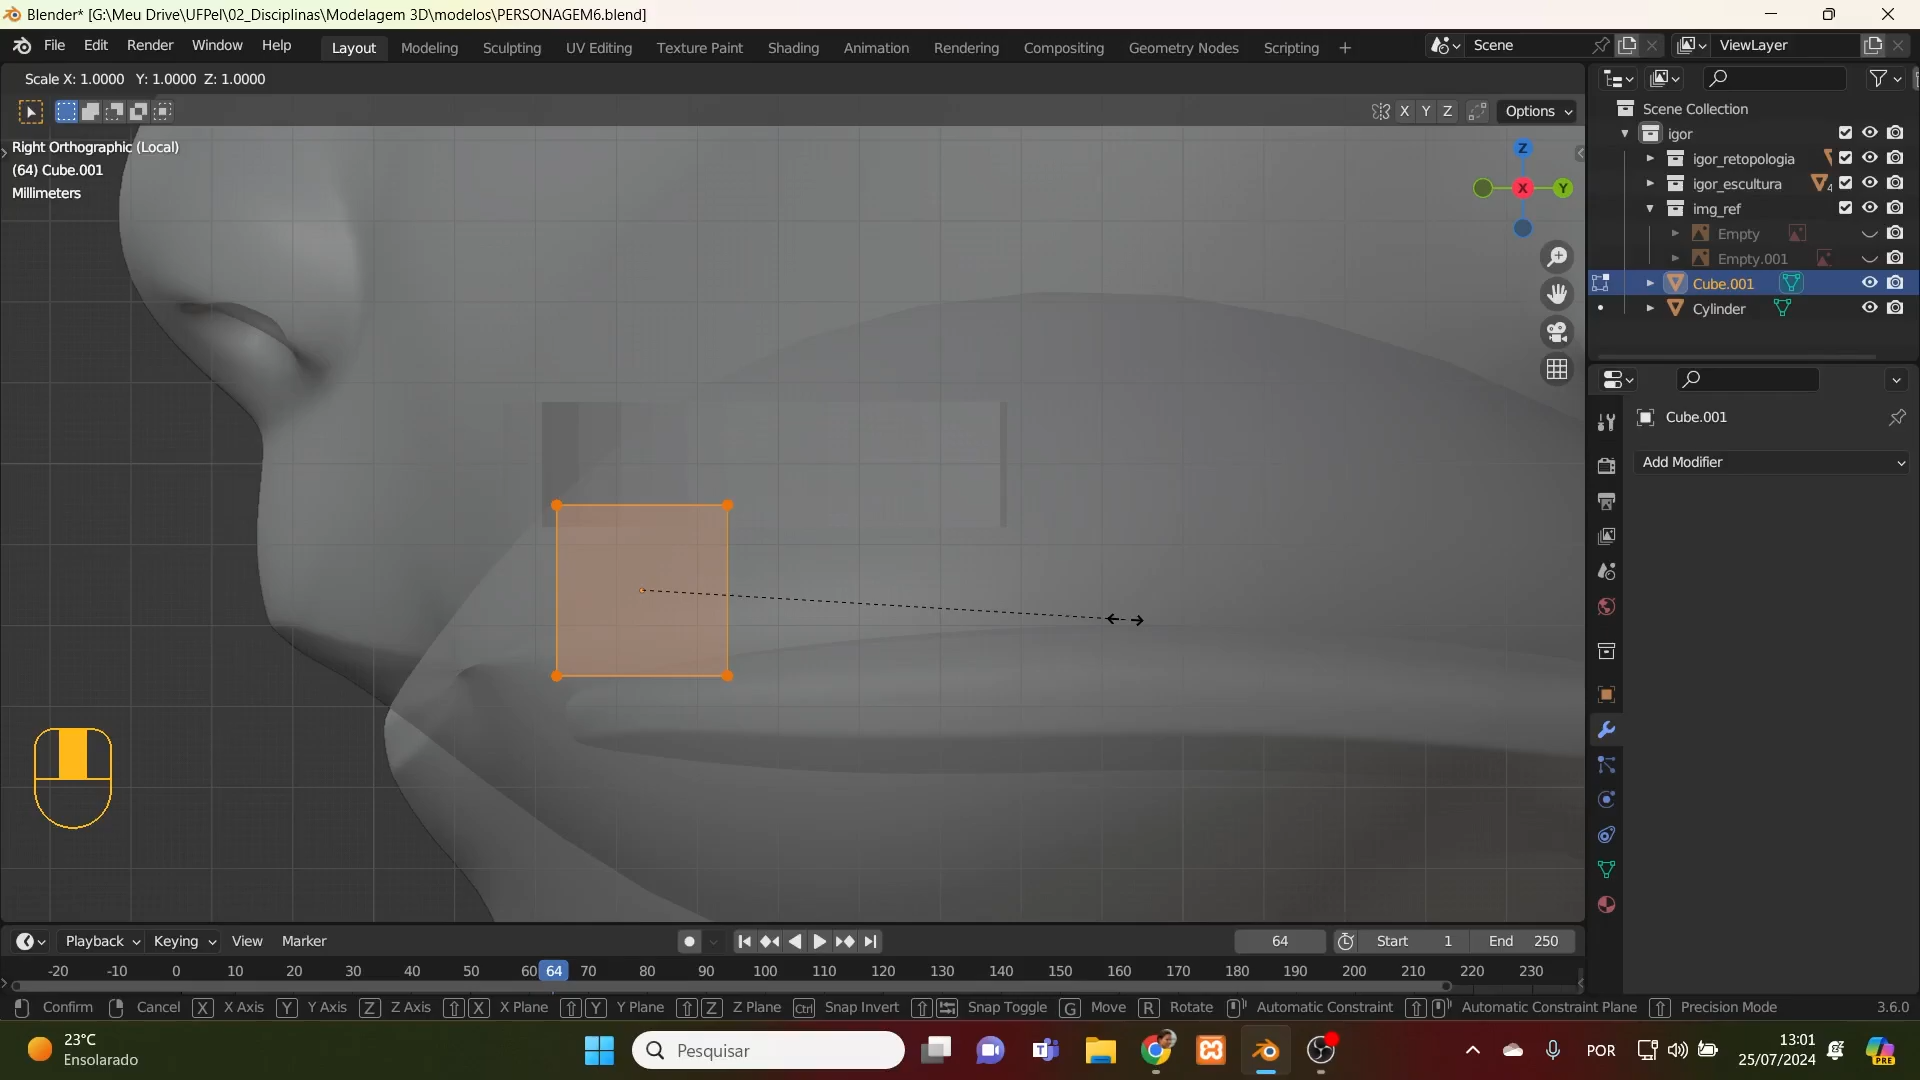 Blender* [G:\Meu Drive\UFPel\02_Disciplinas\Modelagem 3D\modelos\PERSONAGEM6.blend]
File Edit Render Window Help Layout Modeling Sculpting UV Editing Texture Paint Shading Animation Rendering Compositing Geometry Nodes Scripting + Scene ViewLayer
Scale X: 1.0000 Y: 1.0000 Z: 1.0000
X Y Z Options
Scene Collection
Right Orthographic (Local)
(64) Cube.001
Millimeters
Z
X
Y
igor
igor_retopologia
igor_escultura 4
img_ref
Empty
Empty.001
Cube.001
Cylinder
Cube.001
Add Modifier
Playback Keying View Marker 64 Start 1 End 250
-20 -10 0 10 20 30 40 50 60 64 70 80 90 100 110 120 130 140 150 160 170 180 190 200 210 220 230
Confirm Cancel X X Axis Y Y Axis Z Z Axis X X Plane Y Y Plane Z Z Plane Ctrl Snap Invert Snap Toggle G Move R Rotate Automatic Constraint Automatic Constraint Plane Precision Mode 3.6.0
23°C
Ensolarado
Pesquisar
POR
13:01
25/07/2024
PRE